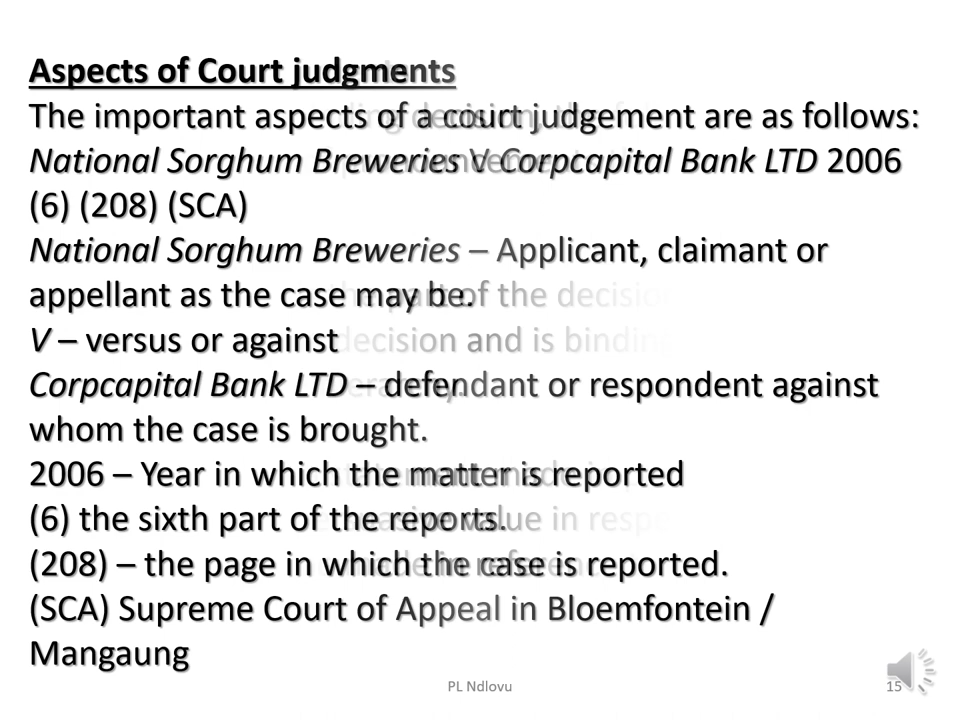 Aspects of Court judgments
The important aspects of a court judgement are as follows:
National Sorghum Breweries V Corpcapital Bank LTD 2006
(6) (208) (SCA)
National Sorghum Breweries – Applicant, claimant or
appellant as the case may be.
V – versus or against
Corpcapital Bank LTD – defendant or respondent against
whom the case is brought.
2006 – Year in which the matter is reported
(6) the sixth part of the reports.
(208) – the page in which the case is reported.
(SCA) Supreme Court of Appeal in Bloemfontein /
Mangaung
PL Ndlovu
15